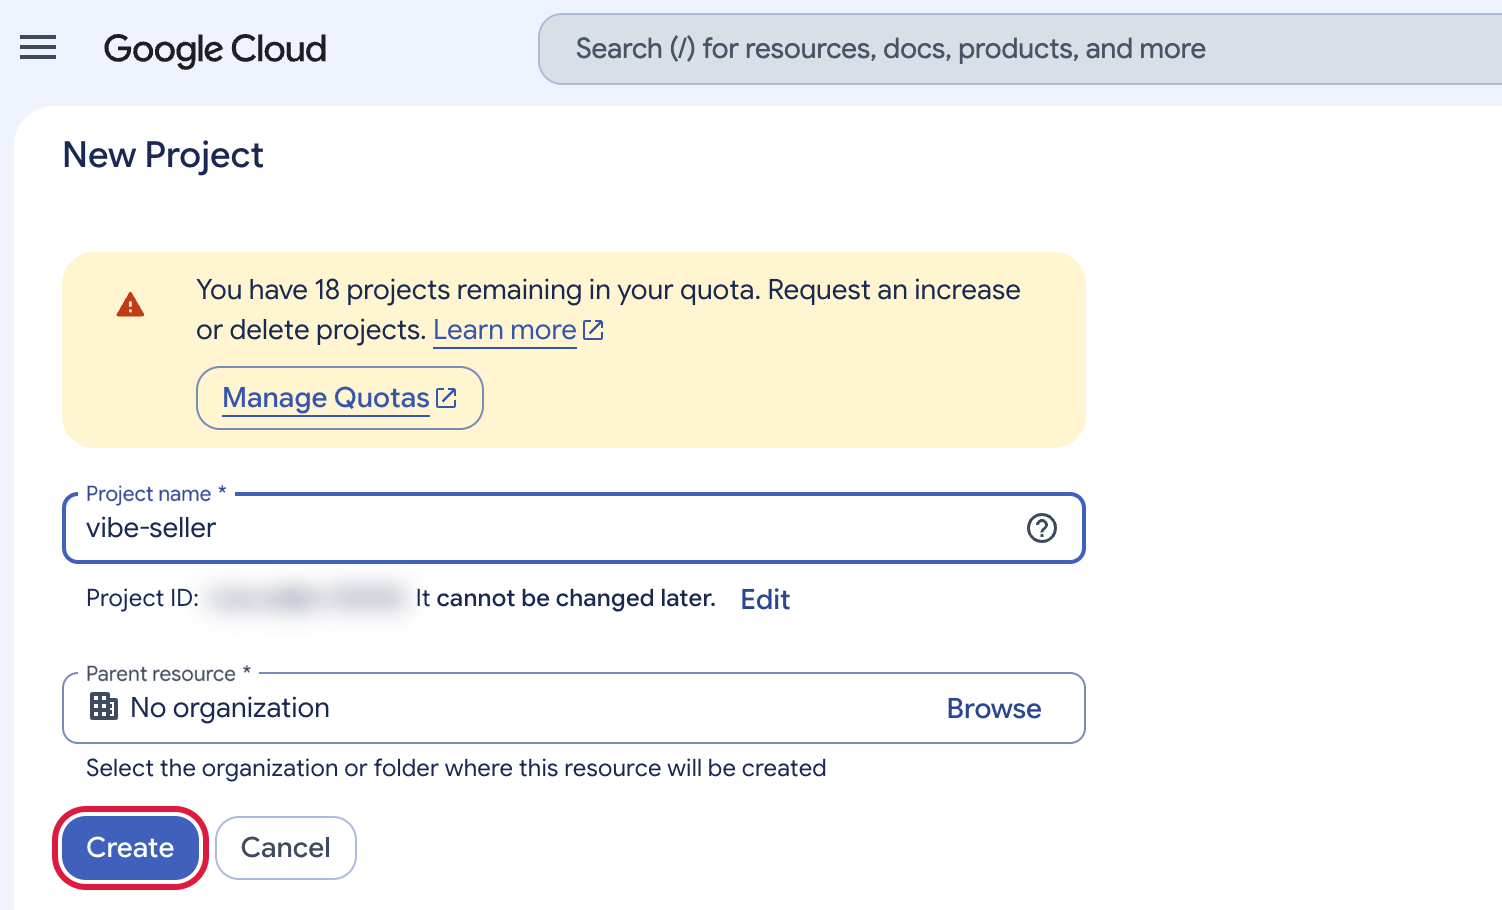 Google Cloud
Search (/) for resources, docs, products, and more
New Project
You have 18 projects remaining in your quota. Request an increase
or delete projects. Learn more
Manage Quotas
Project name *
vibe-seller
Project ID: It cannot be changed later. Edit
Parent resource *
No organization Browse
Select the organization or folder where this resource will be created
Create Cancel